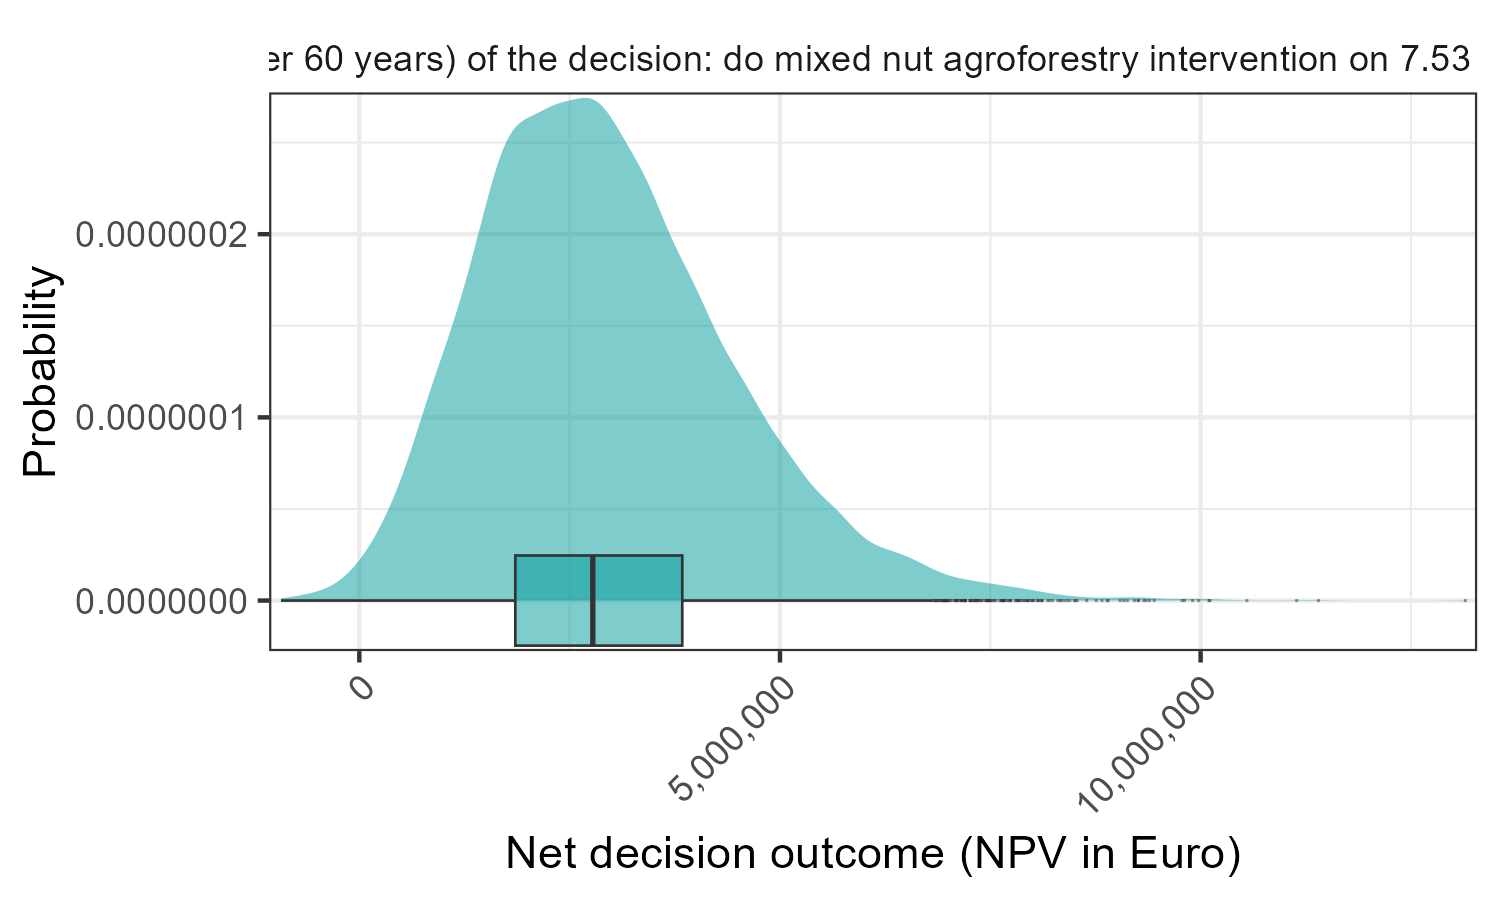 er 60 years) of the decision: do mixed nut agroforestry intervention on 7.53
Probability
0.0000002
0.0000001
0.0000000
0
5,000,000
10,000,000
Net decision outcome (NPV in Euro)